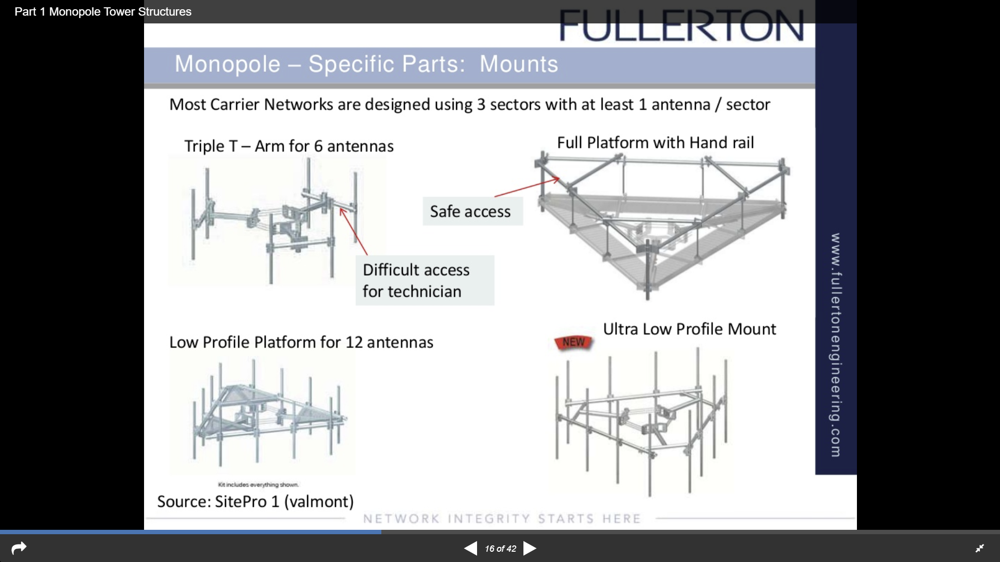 Part 1 Monopole Tower Structures
FULLERTON
Monopole – Specific Parts: Mounts
Most Carrier Networks are designed using 3 sectors with at least 1 antenna / sector
Triple T – Arm for 6 antennas
Full Platform with Hand rail
Safe access
Difficult access
for technician
Low Profile Platform for 12 antennas
NEW
Ultra Low Profile Mount
Kit includes everything shown.
Source: SitePro 1 (valmont)
NETWORK INTEGRITY STARTS HERE
www.fullertonengineering.com
16 of 42